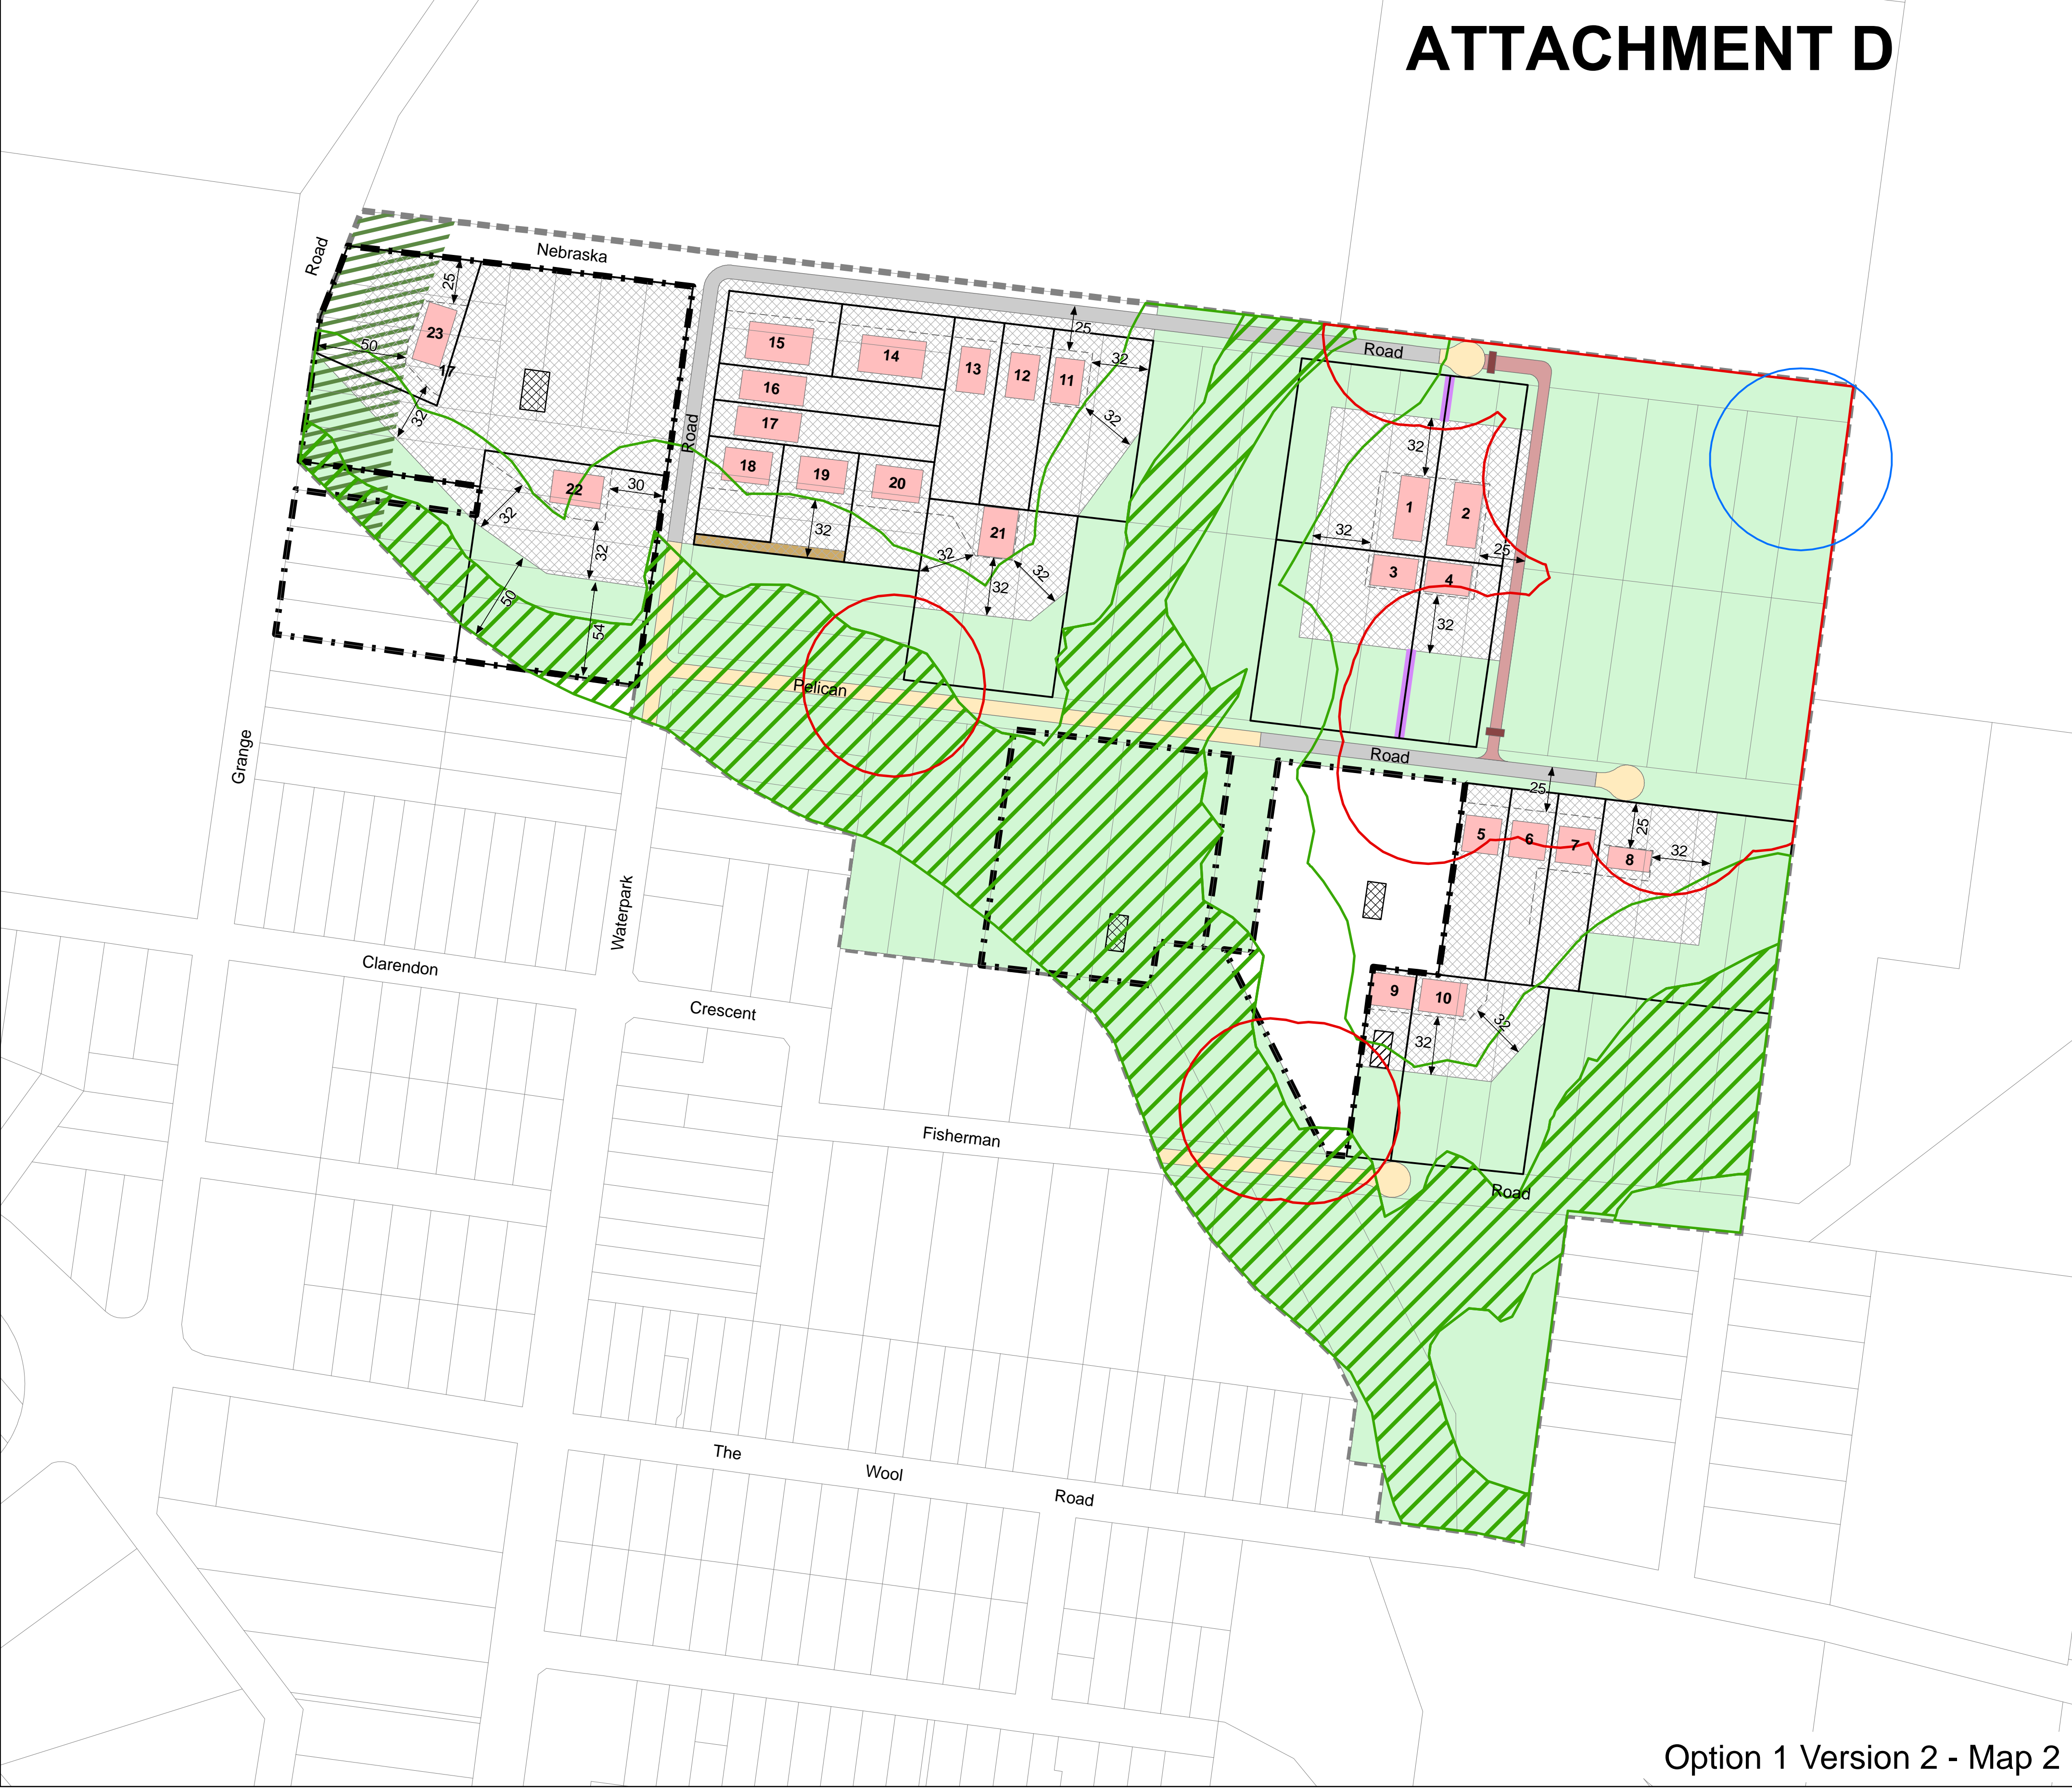 ATTACHMENT D
Road
Nebraska
25
23
50
17
32
22
30
32
32
50
54
Road
15
14
16
17
18
19
20
13
12
11
25
32
32
32
21
32
32
32
Road
32
1
2
32
25
3
4
32
Pelican
Road
25
5
6
7
8
25
32
9
10
32
32
Grange
Waterpark
Clarendon
Crescent
Fisherman
Road
The
Wool
Road
Option 1 Version 2 - Map 2